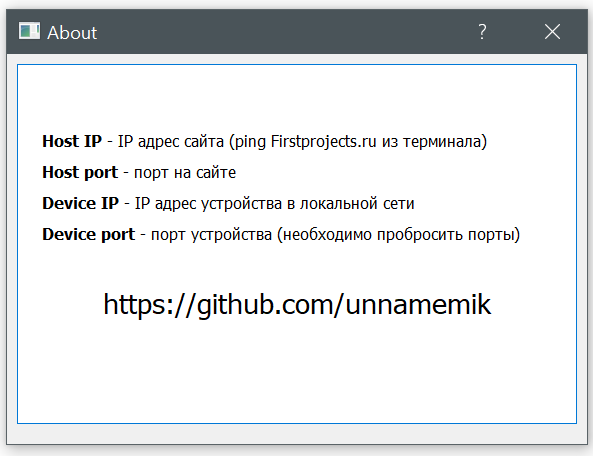 About
Host IP - IP адрес сайта (ping Firstprojects.ru из терминала)
Host port - порт на сайте
Device IP - IP адрес устройства в локальной сети
Device port - порт устройства (необходимо пробросить порты)
https://github.com/unnamemik